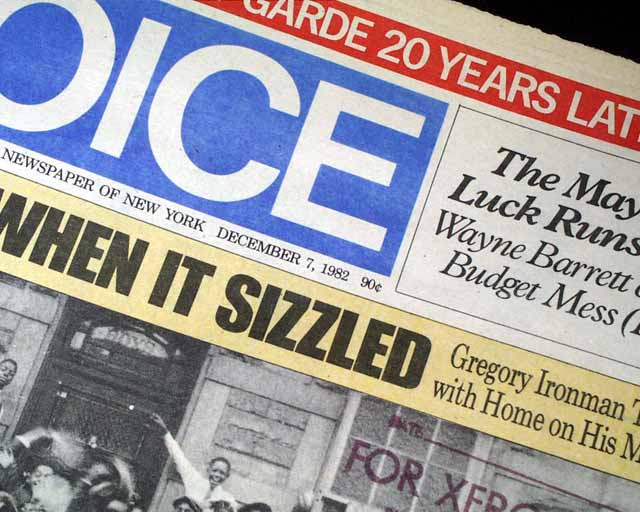 GARDE 20 YEARS LAT
OICE
NEWSPAPER OF NEW YORK DECEMBER 7, 1982 90¢
The May
Luck Runs
Wayne Barrett
Budget Mess
WHEN IT SIZZLED
Gregory Ironman T
with Home on His M
DATE
FOR XERO